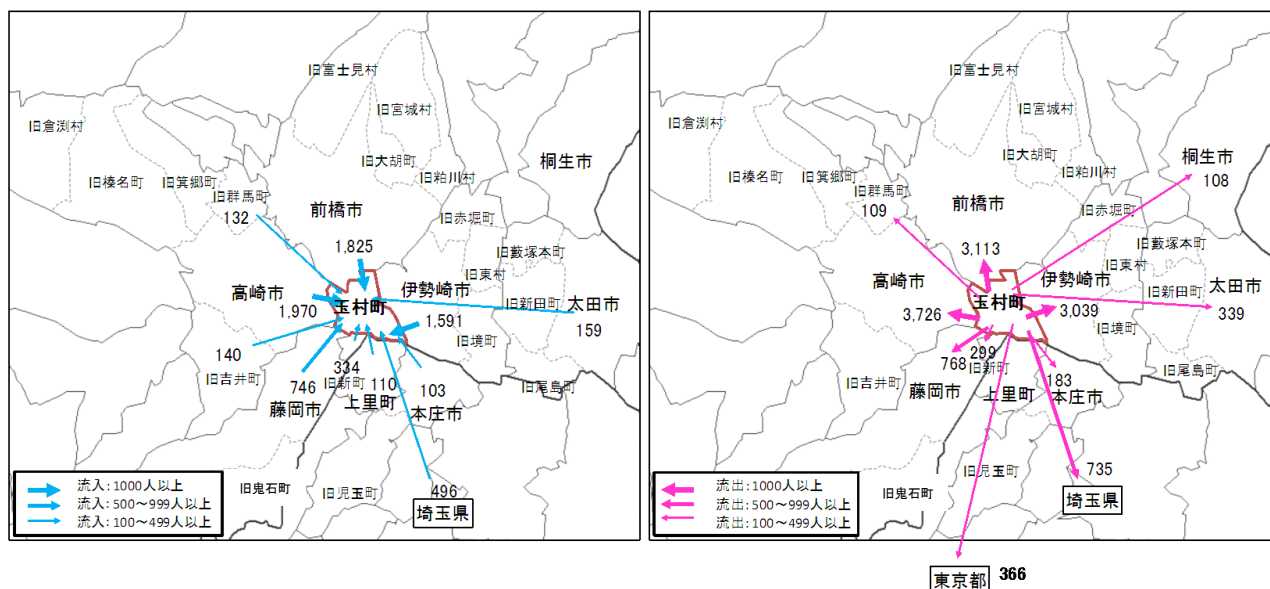 旧富士見村
旧宮城村
旧倉渕村
旧大胡町
桐生市
旧粕川村
旧榛名町
旧箕郷町
旧群馬町
132
前橋市
旧赤堀町
1,825
旧藪塚本町
旧東村
高崎市
伊勢崎市
1,970
玉村町
旧新田町
太田市
1,591
159
旧境町
140
334
旧吉井町
746
旧新町
110
103
旧尾島町
藤岡市
上里町
本庄市
流入:1000人以上
流入:500～999人以上
流入:100～499人以上
旧鬼石町
旧児玉町
496
埼玉県
旧富士見村
旧宮城村
旧倉渕村
旧大胡町
桐生市
旧粕川村
108
旧榛名町
旧箕郷町
旧群馬町
109
前橋市
旧赤堀町
3,113
旧藪塚本町
旧東村
高崎市
伊勢崎市
玉村町
旧新田町
太田市
3,726
3,039
339
旧境町
299
768
旧新町
旧吉井町
183
旧尾島町
藤岡市
上里町
本庄市
流出:1000人以上
流出:500～999人以上
流出:100～499人以上
旧鬼石町
旧児玉町
735
埼玉県
東京都
366